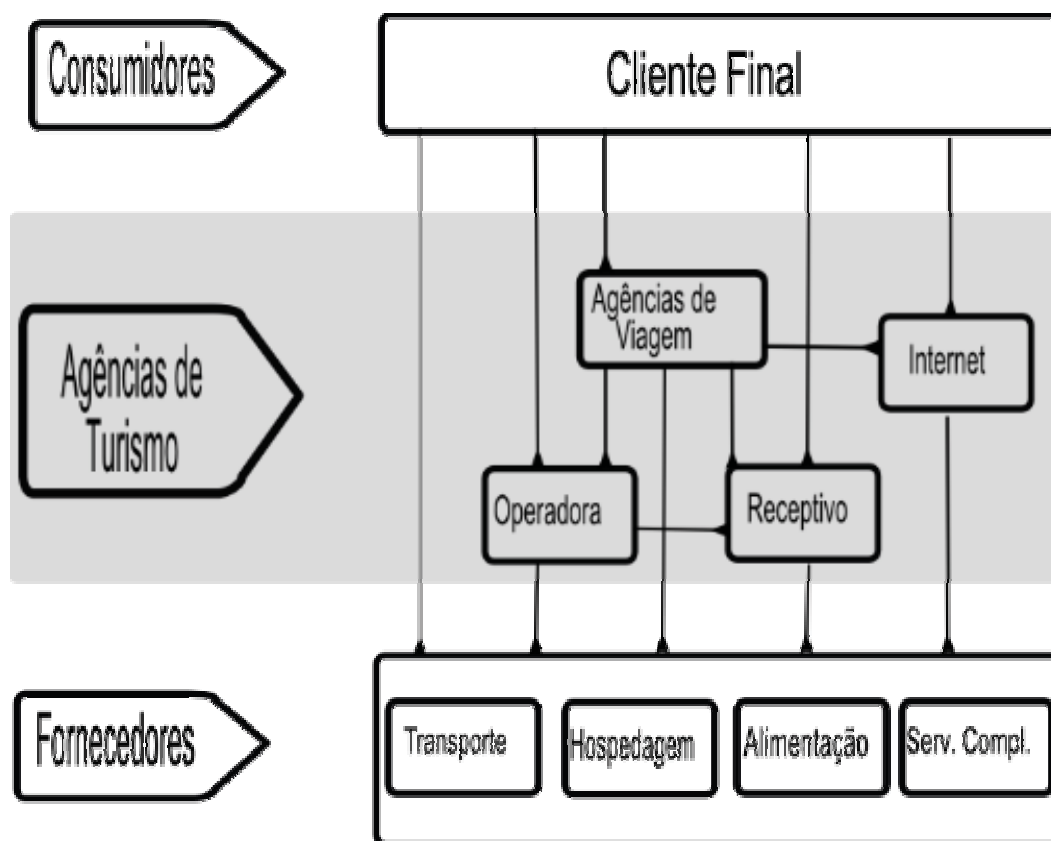 Consumidores
Cliente Final
Agências de
Turismo
Agências de
Viagem
Internet
Operadora
Receptivo
Fornecedores
Transporte
Hospedagem
Alimentação
Serv. Compl.